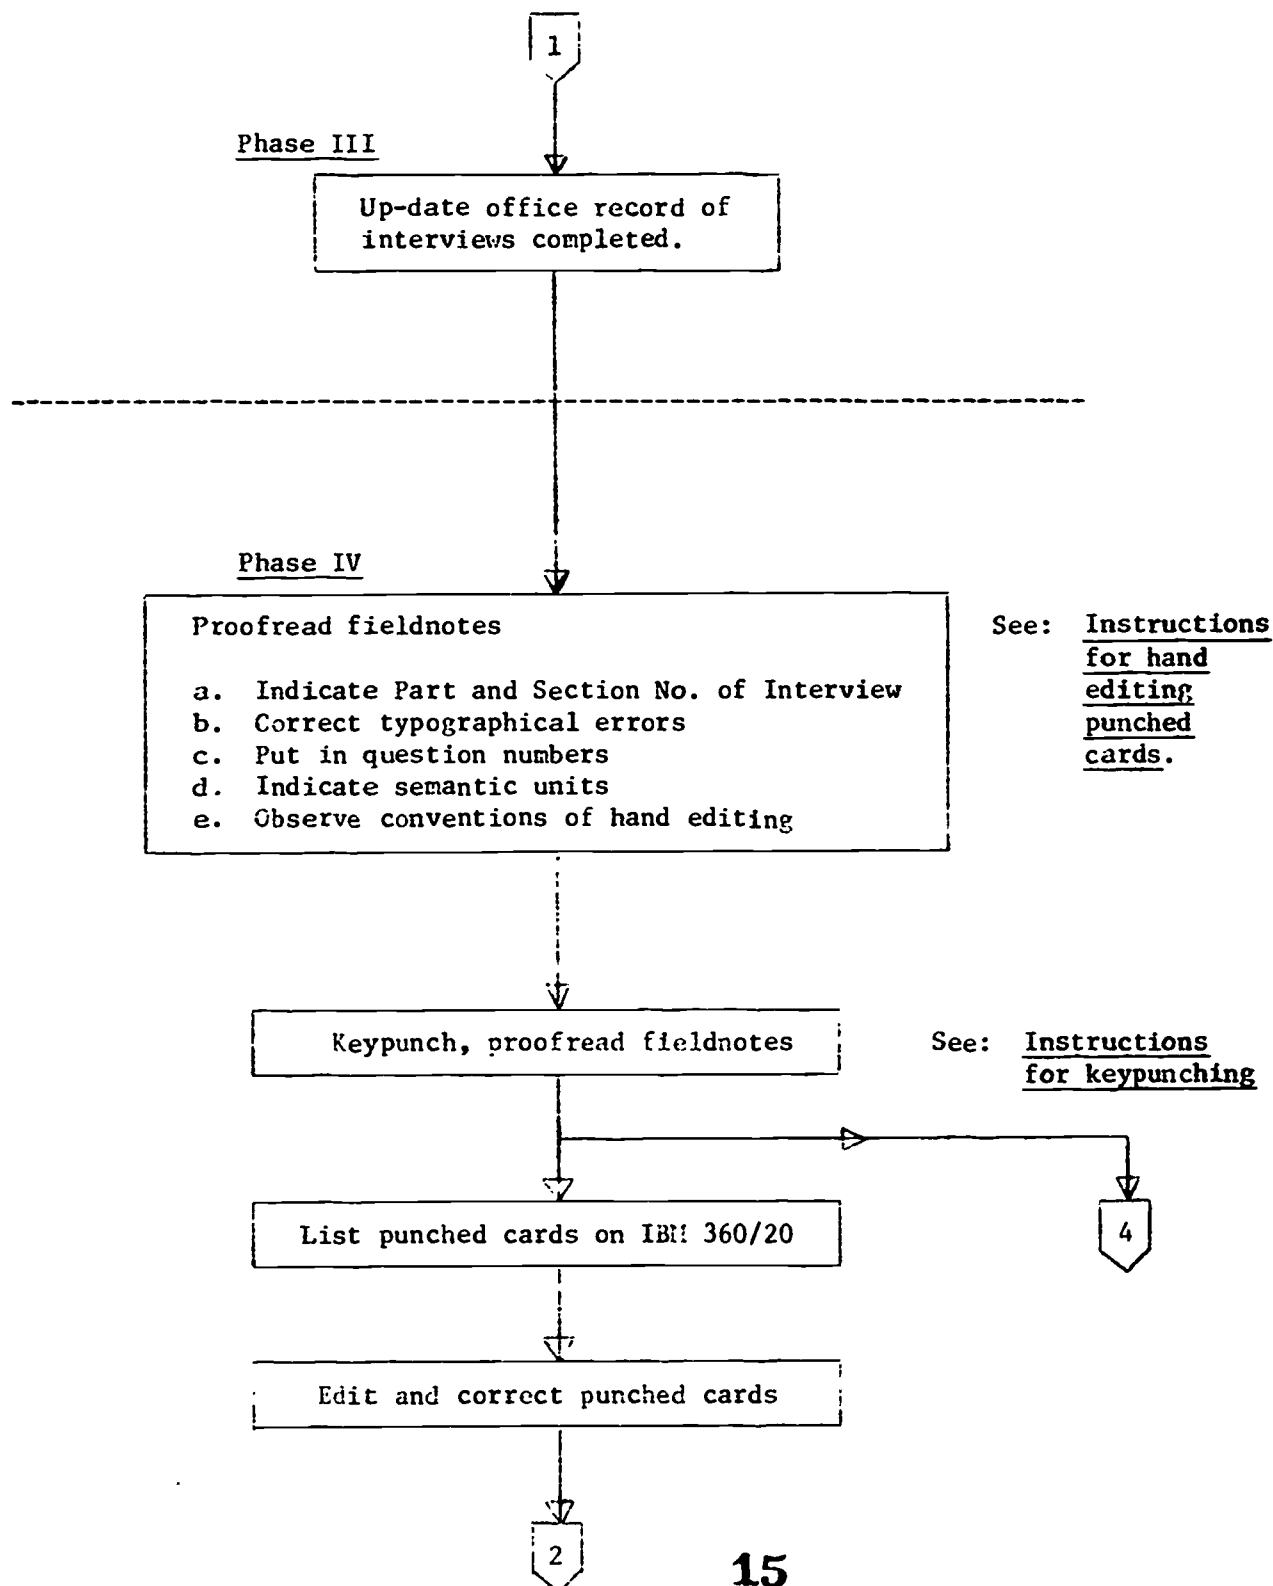 1
Phase III
Up-date office record of
interviews completed.
Phase IV
Proofread fieldnotes
a. Indicate Part and Section No. of Interview
b. Correct typographical errors
c. Put in question numbers
d. Indicate semantic units
e. Observe conventions of hand editing
See: Instructions
for hand
editing
punched
cards.
Keypunch, proofread fieldnotes
See: Instructions
for keypunching
List punched cards on IBM 360/20
4
Edit and correct punched cards
2
15